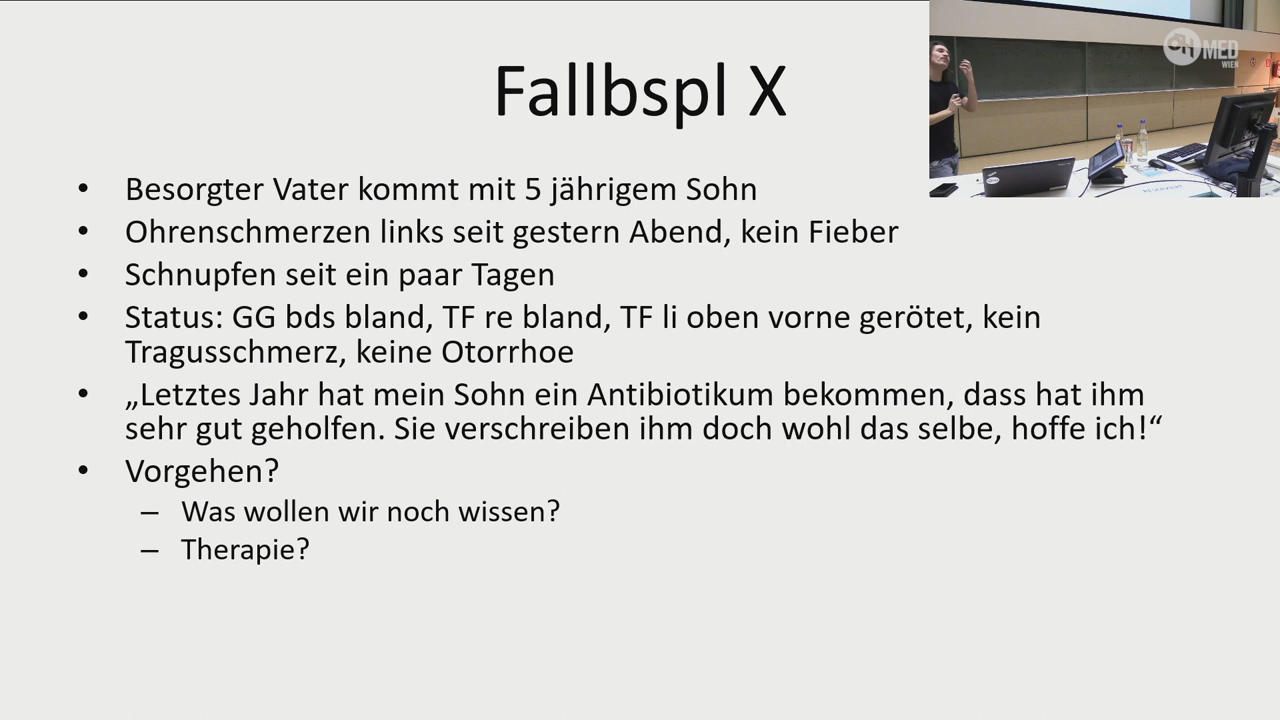 Fallbspl X
MED
WIEN
• Besorgter Vater kommt mit 5 jährigem Sohn
• Ohrenschmerzen links seit gestern Abend, kein Fieber
• Schnupfen seit ein paar Tagen
• Status: GG bds bland, TF re bland, TF li oben vorne gerötet, kein
Tragusschmerz, keine Otorrhoe
• „Letztes Jahr hat mein Sohn ein Antibiotikum bekommen, dass hat ihm
sehr gut geholfen. Sie verschreiben ihm doch wohl das selbe, hoffe ich!“
• Vorgehen?
– Was wollen wir noch wissen?
– Therapie?